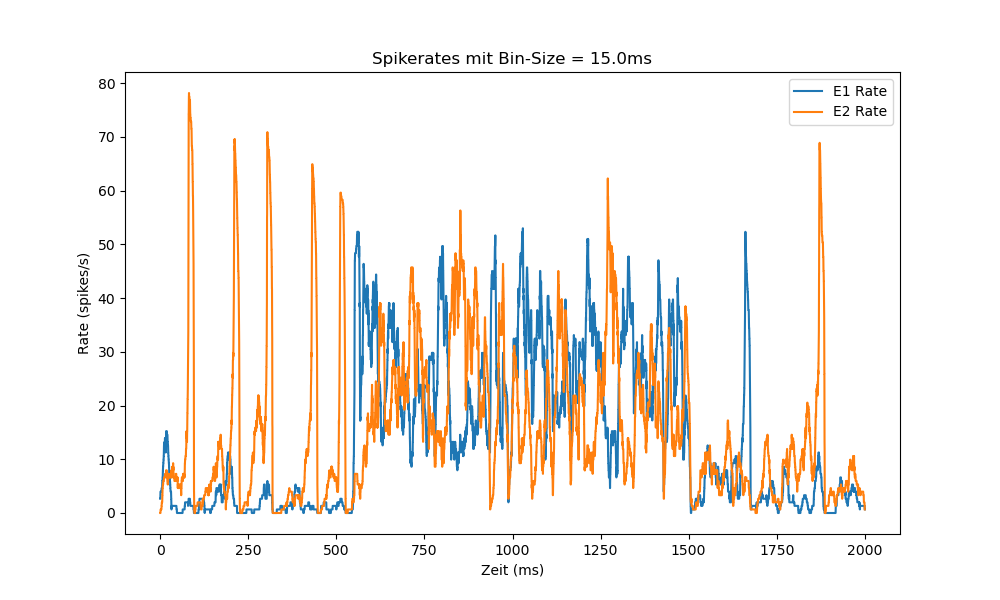 Spikerates mit Bin-Size = 15.0ms
E1 Rate
E2 Rate
80
70
60
50
40
30
20
10
0
Rate (spikes/s)
0 250 500 750 1000 1250 1500 1750 2000
Zeit (ms)